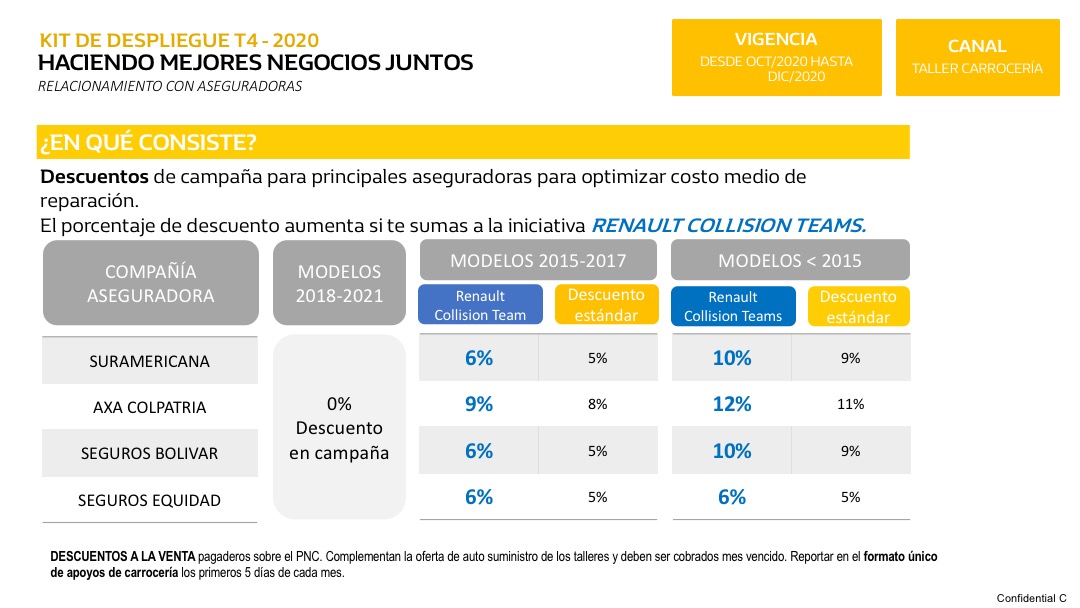 KIT DE DESPLIEGUE T4 - 2020
HACIENDO MEJORES NEGOCIOS JUNTOS
RELACIONAMIENTO CON ASEGURADORAS
VIGENCIA
DESDE OCT/2020 HASTA
DIC/2020
CANAL
TALLER CARROCERÍA
¿EN QUÉ CONSISTE?
Descuentos de campaña para principales aseguradoras para optimizar costo medio de
reparación.
El porcentaje de descuento aumenta si te sumas a la iniciativa RENAULT COLLISION TEAMS.
COMPAÑÍA
ASEGURADORA
MODELOS
2018-2021
MODELOS 2015-2017
MODELOS < 2015
Renault
Collision Team
Descuento
estándar
Renault
Collision Teams
Descuento
estándar
SURAMERICANA 6% 5% 10% 9%
AXA COLPATRIA 9% 8% 12% 11%
SEGUROS BOLIVAR 6% 5% 10% 9%
SEGUROS EQUIDAD 6% 5% 6% 5%
0%
Descuento
en campaña
DESCUENTOS A LA VENTA pagaderos sobre el PNC. Complementan la oferta de auto suministro de los talleres y deben ser cobrados mes vencido. Reportar en el formato único
de apoyos de carrocería los primeros 5 días de cada mes.
Confidential C